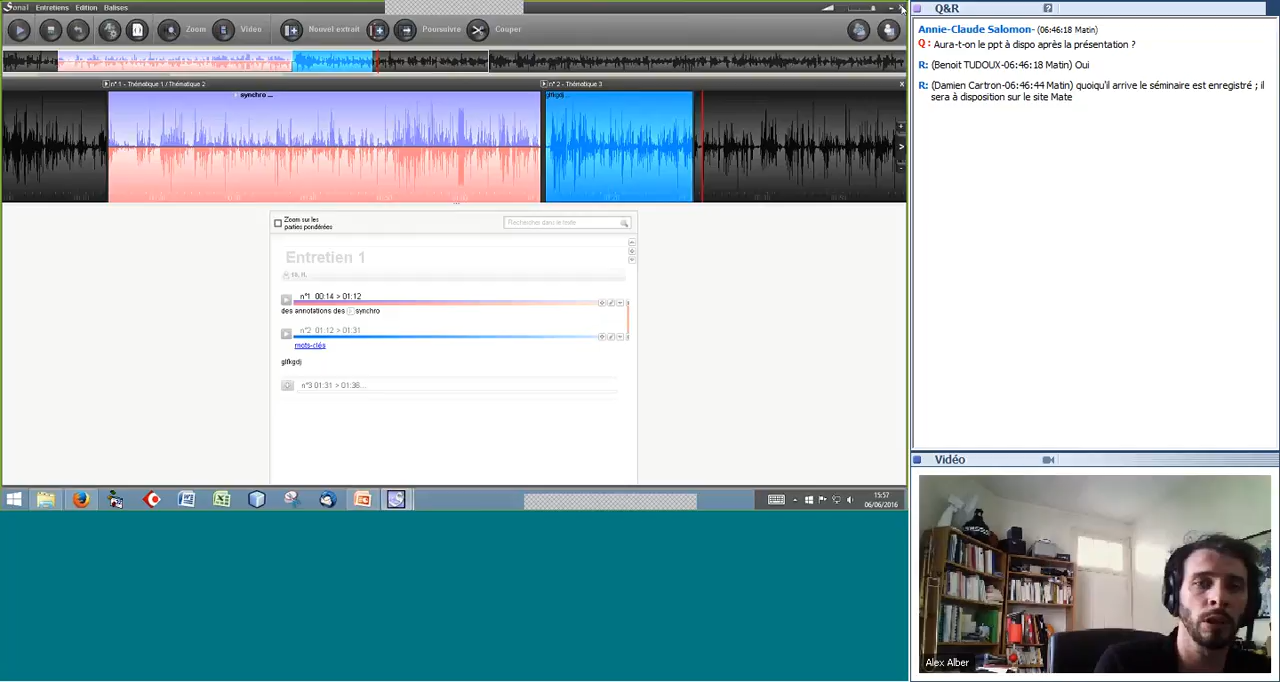 Sonal Entretiens Edition Balises
Zoom Vidéo Nouvel extrait Poursuivre Couper
n° 1 - Thématique 1 / Thématique 2
n° 2 - Thématique 3
synchro ...
glfkgdj ...
Zoom sur les
parties pondérées
Rechercher dans le texte
Entretien 1
n°1 00:14 > 01:12
des annotations des synchro
n°2 01:12 > 01:31
mots-clés
glfkgdj
n°3 01:31 > 01:36...
15:57
06/06/2016
Q&R
Annie-Claude Salomon- (06:46:18 Matin)
Q : Aura-t-on le ppt à dispo après la présentation ?
R: (Benoit TUDOUX-06:46:18 Matin) Oui
R: (Damien Cartron-06:46:44 Matin) quoiqu'il arrive le séminaire est enregistré ; il
sera à disposition sur le site Mate
Vidéo
Alex Alber